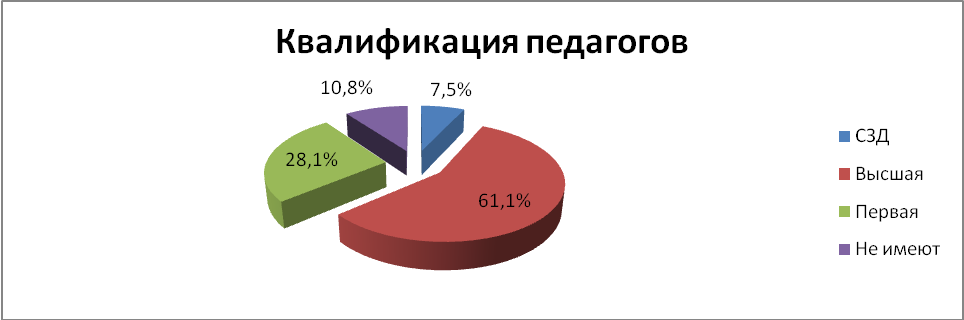 Квалификация педагогов
10,8%
7,5%
28,1%
61,1%
СЗД
Высшая
Первая
Не имеют